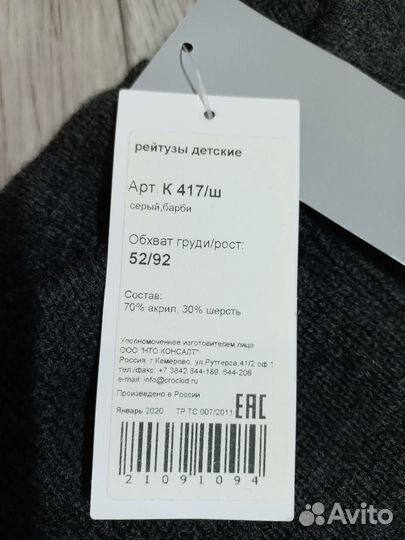 рейтузы детские
Арт. К 417/ш
серый,барби
Обхват груди/рост:
52/92
Состав:
70% акрил, 30% шерсть
Уполномоченное изготовителем лицо
ООО "НТО КОНСАЛТ"
Россия, г.Кемерово, ул.Рутгерса,41/2 оф.1
тел./факс: +7 3842 644-189, 644-206
e-mail: info@crockid.ru
Произведено в России
Январь 2020 ТР ТС 007/2011 EAC
21091094
Avito